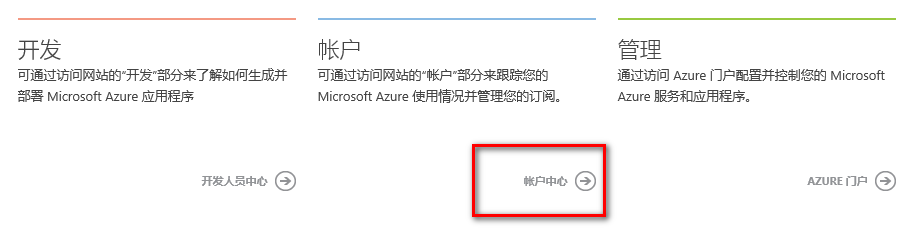 开发
可通过访问网站的“开发”部分来了解如何生成并
部署 Microsoft Azure 应用程序
开发人员中心
帐户
可通过访问网站的“帐户”部分来跟踪您的
Microsoft Azure 使用情况并管理您的订阅。
帐户中心
管理
通过访问 Azure 门户配置并控制您的 Microsoft
Azure 服务和应用程序。
AZURE 门户